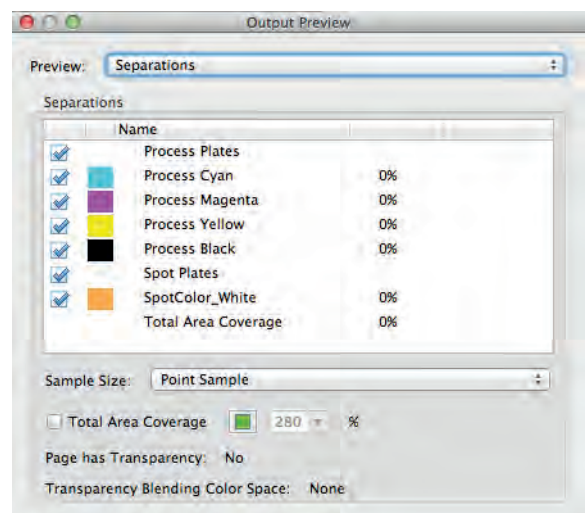 Output Preview
Preview: Separations
Separations
Name
Process Plates
Process Cyan 0%
Process Magenta 0%
Process Yellow 0%
Process Black 0%
Spot Plates
SpotColor_White 0%
Total Area Coverage 0%
Sample Size: Point Sample
Total Area Coverage 280 %
Page has Transparency: No
Transparency Blending Color Space: None